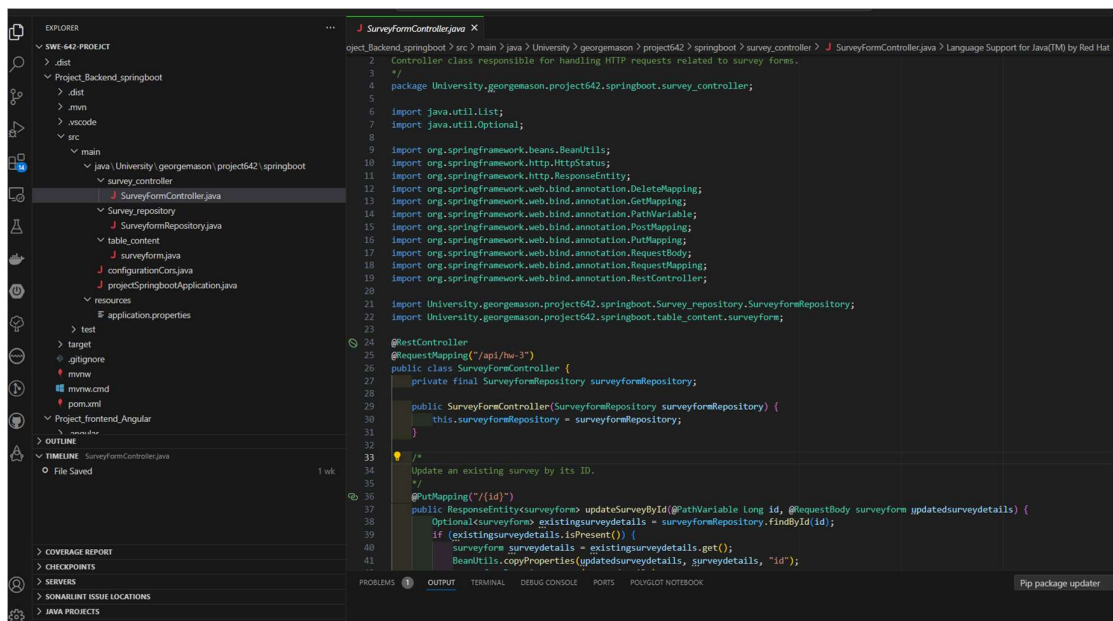 EXPLORER
SWE-642-PROEJCT
.dist
Project_Backend_springboot
.dist
.mvn
.vscode
src
main
java\University\georgemason\project642\springboot
survey_controller
J SurveyFormController.java
Survey_repository
J SurveyformRepository.java
table_content
J surveyform.java
J configurationCors.java
J projectSpringbootApplication.java
resources
application.properties
test
target
.gitignore
mvnw
mvnw.cmd
pom.xml
Project_frontend_Angular
.angular
OUTLINE
TIMELINE SurveyFormController.java
File Saved 1 wk
COVERAGE REPORT
CHECKPOINTS
SERVERS
SONARLINT ISSUE LOCATIONS
JAVA PROJECTS
14
J SurveyFormController.java
oject_Backend_springboot > src > main > java > University > georgemason > project642 > springboot > survey_controller > J SurveyFormController.java > Language Support for Java(TM) by Red Hat
2 Controller class responsible for handling HTTP requests related to survey forms.
3 */
4 package University.georgemason.project642.springboot.survey_controller;
5
6 import java.util.List;
7 import java.util.Optional;
8
9 import org.springframework.beans.BeanUtils;
10 import org.springframework.http.HttpStatus;
11 import org.springframework.http.ResponseEntity;
12 import org.springframework.web.bind.annotation.DeleteMapping;
13 import org.springframework.web.bind.annotation.GetMapping;
14 import org.springframework.web.bind.annotation.PathVariable;
15 import org.springframework.web.bind.annotation.PostMapping;
16 import org.springframework.web.bind.annotation.PutMapping;
17 import org.springframework.web.bind.annotation.RequestBody;
18 import org.springframework.web.bind.annotation.RequestMapping;
19 import org.springframework.web.bind.annotation.RestController;
20
21 import University.georgemason.project642.springboot.Survey_repository.SurveyformRepository;
22 import University.georgemason.project642.springboot.table_content.surveyform;
23
24 @RestController
25 @RequestMapping("/api/hw-3")
26 public class SurveyFormController {
27 private final SurveyformRepository surveyformRepository;
28
29 public SurveyFormController(SurveyformRepository surveyformRepository) {
30 this.surveyformRepository = surveyformRepository;
31 }
32
33 /*
34 Update an existing survey by its ID.
35 */
36 @PutMapping("/{id}")
37 public ResponseEntity<surveyform> updateSurveyById(@PathVariable Long id, @RequestBody surveyform updatedsurveydetails) {
38 Optional<surveyform> existingsurveydetails = surveyformRepository.findById(id);
39 if (existingsurveydetails.isPresent()) {
40 surveyform surveydetails = existingsurveydetails.get();
41 BeanUtils.copyProperties(updatedsurveydetails, surveydetails, "id");
PROBLEMS 1 OUTPUT TERMINAL DEBUG CONSOLE PORTS POLYGLOT NOTEBOOK Pip package updater